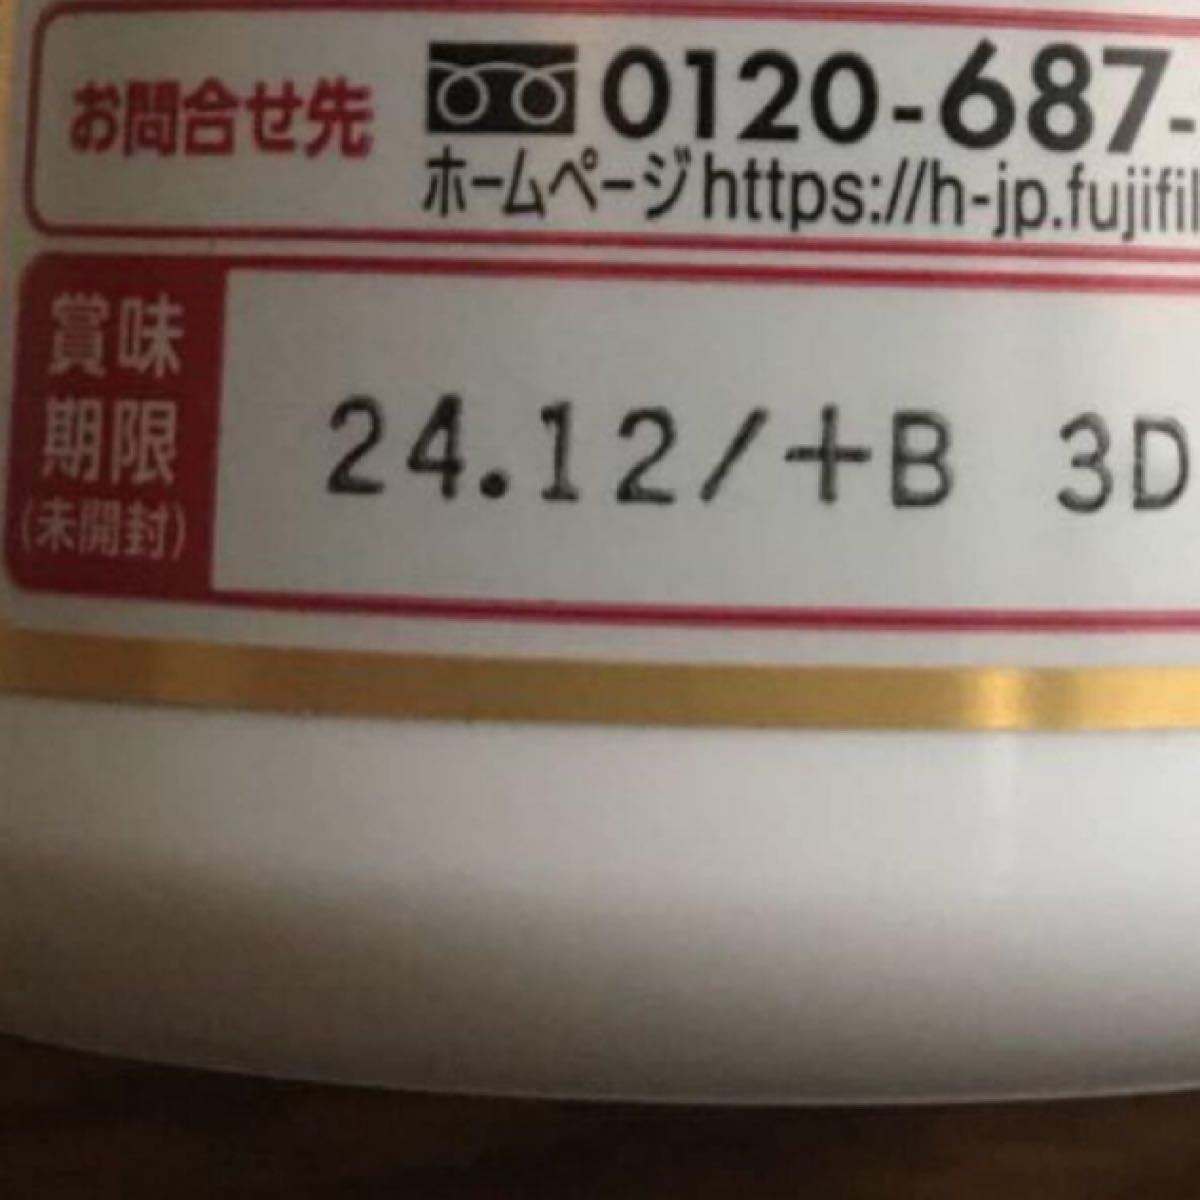 お問合せ先
0120-687-
ホームページhttps://h-jp.fujifil
賞味
期限
(未開封)
24.12/+B 3D